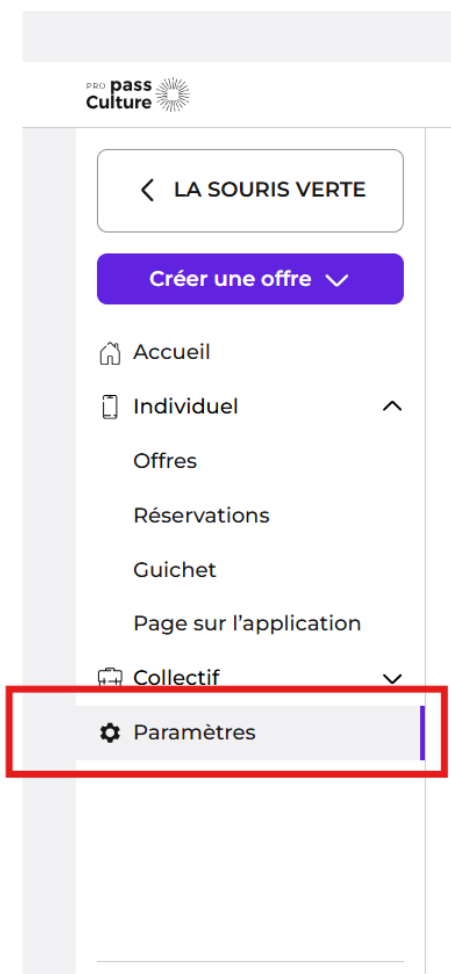 PRO pass
Culture
LA SOURIS VERTE
Créer une offre
Accueil
Individuel
Offres
Réservations
Guichet
Page sur l’application
Collectif
Paramètres